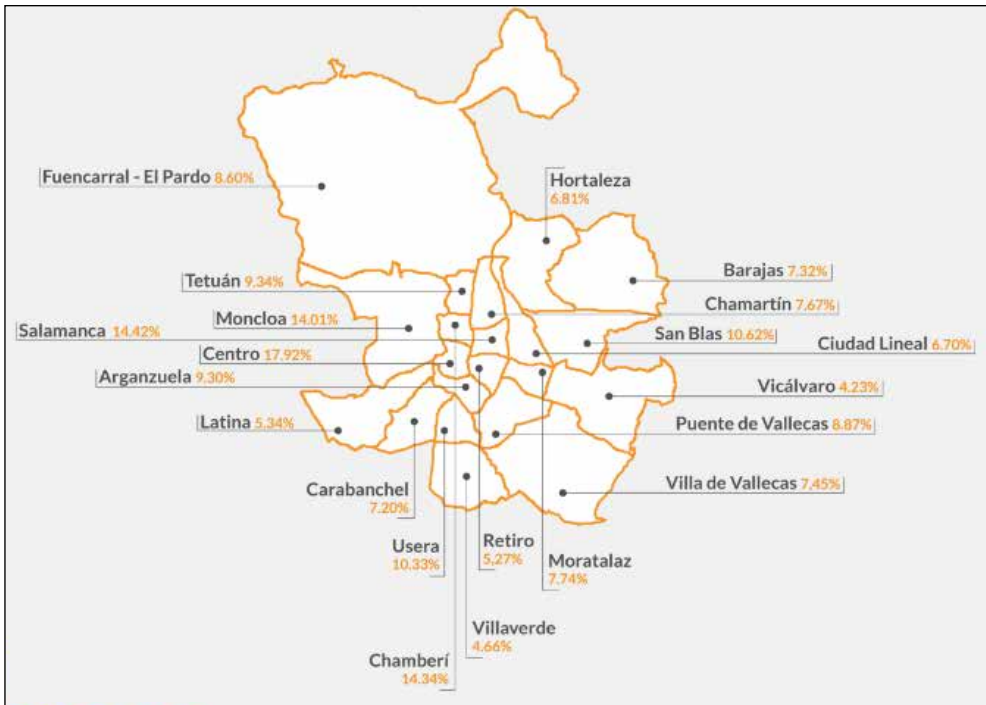 Fuencarral - El Pardo 8.60%
Hortaleza
6.81%
Tetuán 9.34%
Barajas 7.32%
Chamartín 7.67%
Moncloa 14.01%
Salamanca 14.42%
San Blas 10.62%
Ciudad Lineal 6.70%
Centro 17.92%
Arganzuela 9.30%
Vicálvaro 4.23%
Latina 5.34%
Puente de Vallecas 8.87%
Carabanchel
7.20%
Villa de Vallecas 7,45%
Usera
10.33%
Retiro
5,27%
Moratalaz
7.74%
Villaverde
4.66%
Chamberí
14.34%